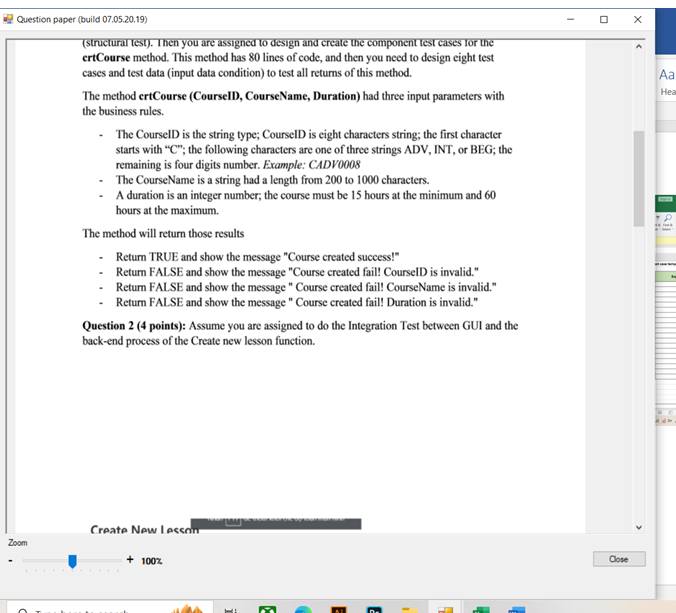 Question paper (build 07.05.20.19)
(structural test). Then you are assigned to design and create the component test cases for the
crtCourse method. This method has 80 lines of code, and then you need to design eight test
cases and test data (input data condition) to test all returns of this method.
Aa
Hea
The method crtCourse (CourseID, CourseName, Duration) had three input parameters with
the business rules.
- The CourseID is the string type; CourseID is eight characters string; the first character
starts with “C”; the following characters are one of three strings ADV, INT, or BEG; the
remaining is four digits number. Example: CADV0008
- The CourseName is a string had a length from 200 to 1000 characters.
- A duration is an integer number; the course must be 15 hours at the minimum and 60
hours at the maximum.
The method will return those results
- Return TRUE and show the message "Course created success!"
- Return FALSE and show the message "Course created fail! CourseID is invalid."
- Return FALSE and show the message " Course created fail! CourseName is invalid."
- Return FALSE and show the message " Course created fail! Duration is invalid."
Question 2 (4 points): Assume you are assigned to do the Integration Test between GUI and the
back-end process of the Create new lesson function.
Create New Lesson
Zoom
- + 100%
Close